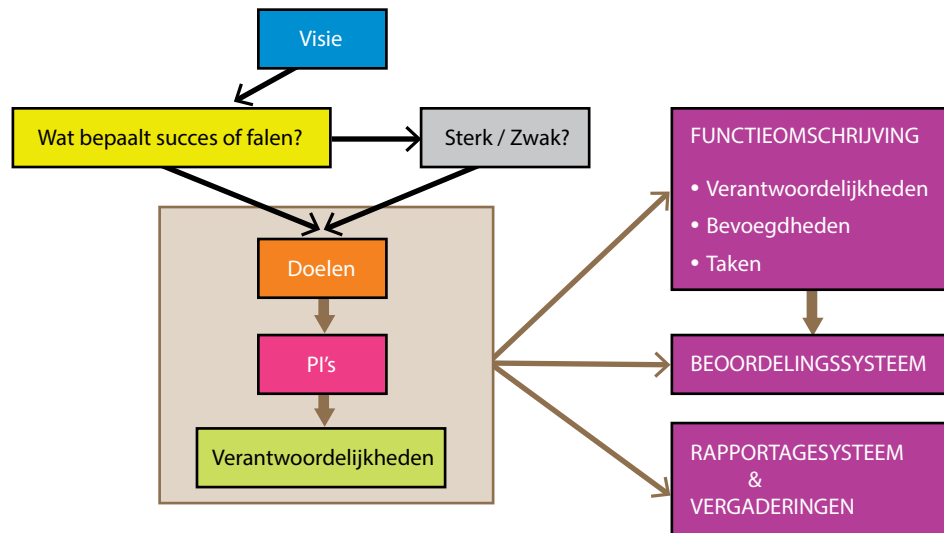 Visie
Wat bepaalt succes of falen?
Sterk / Zwak?
Doelen
PI's
Verantwoordelijkheden
FUNCTIEOMSCHRIJVING
• Verantwoordelijkheden
• Bevoegdheden
• Taken
BEOORDELINGSSYSTEEM
RAPPORTAGESYSTEEM
&
VERGADERINGEN